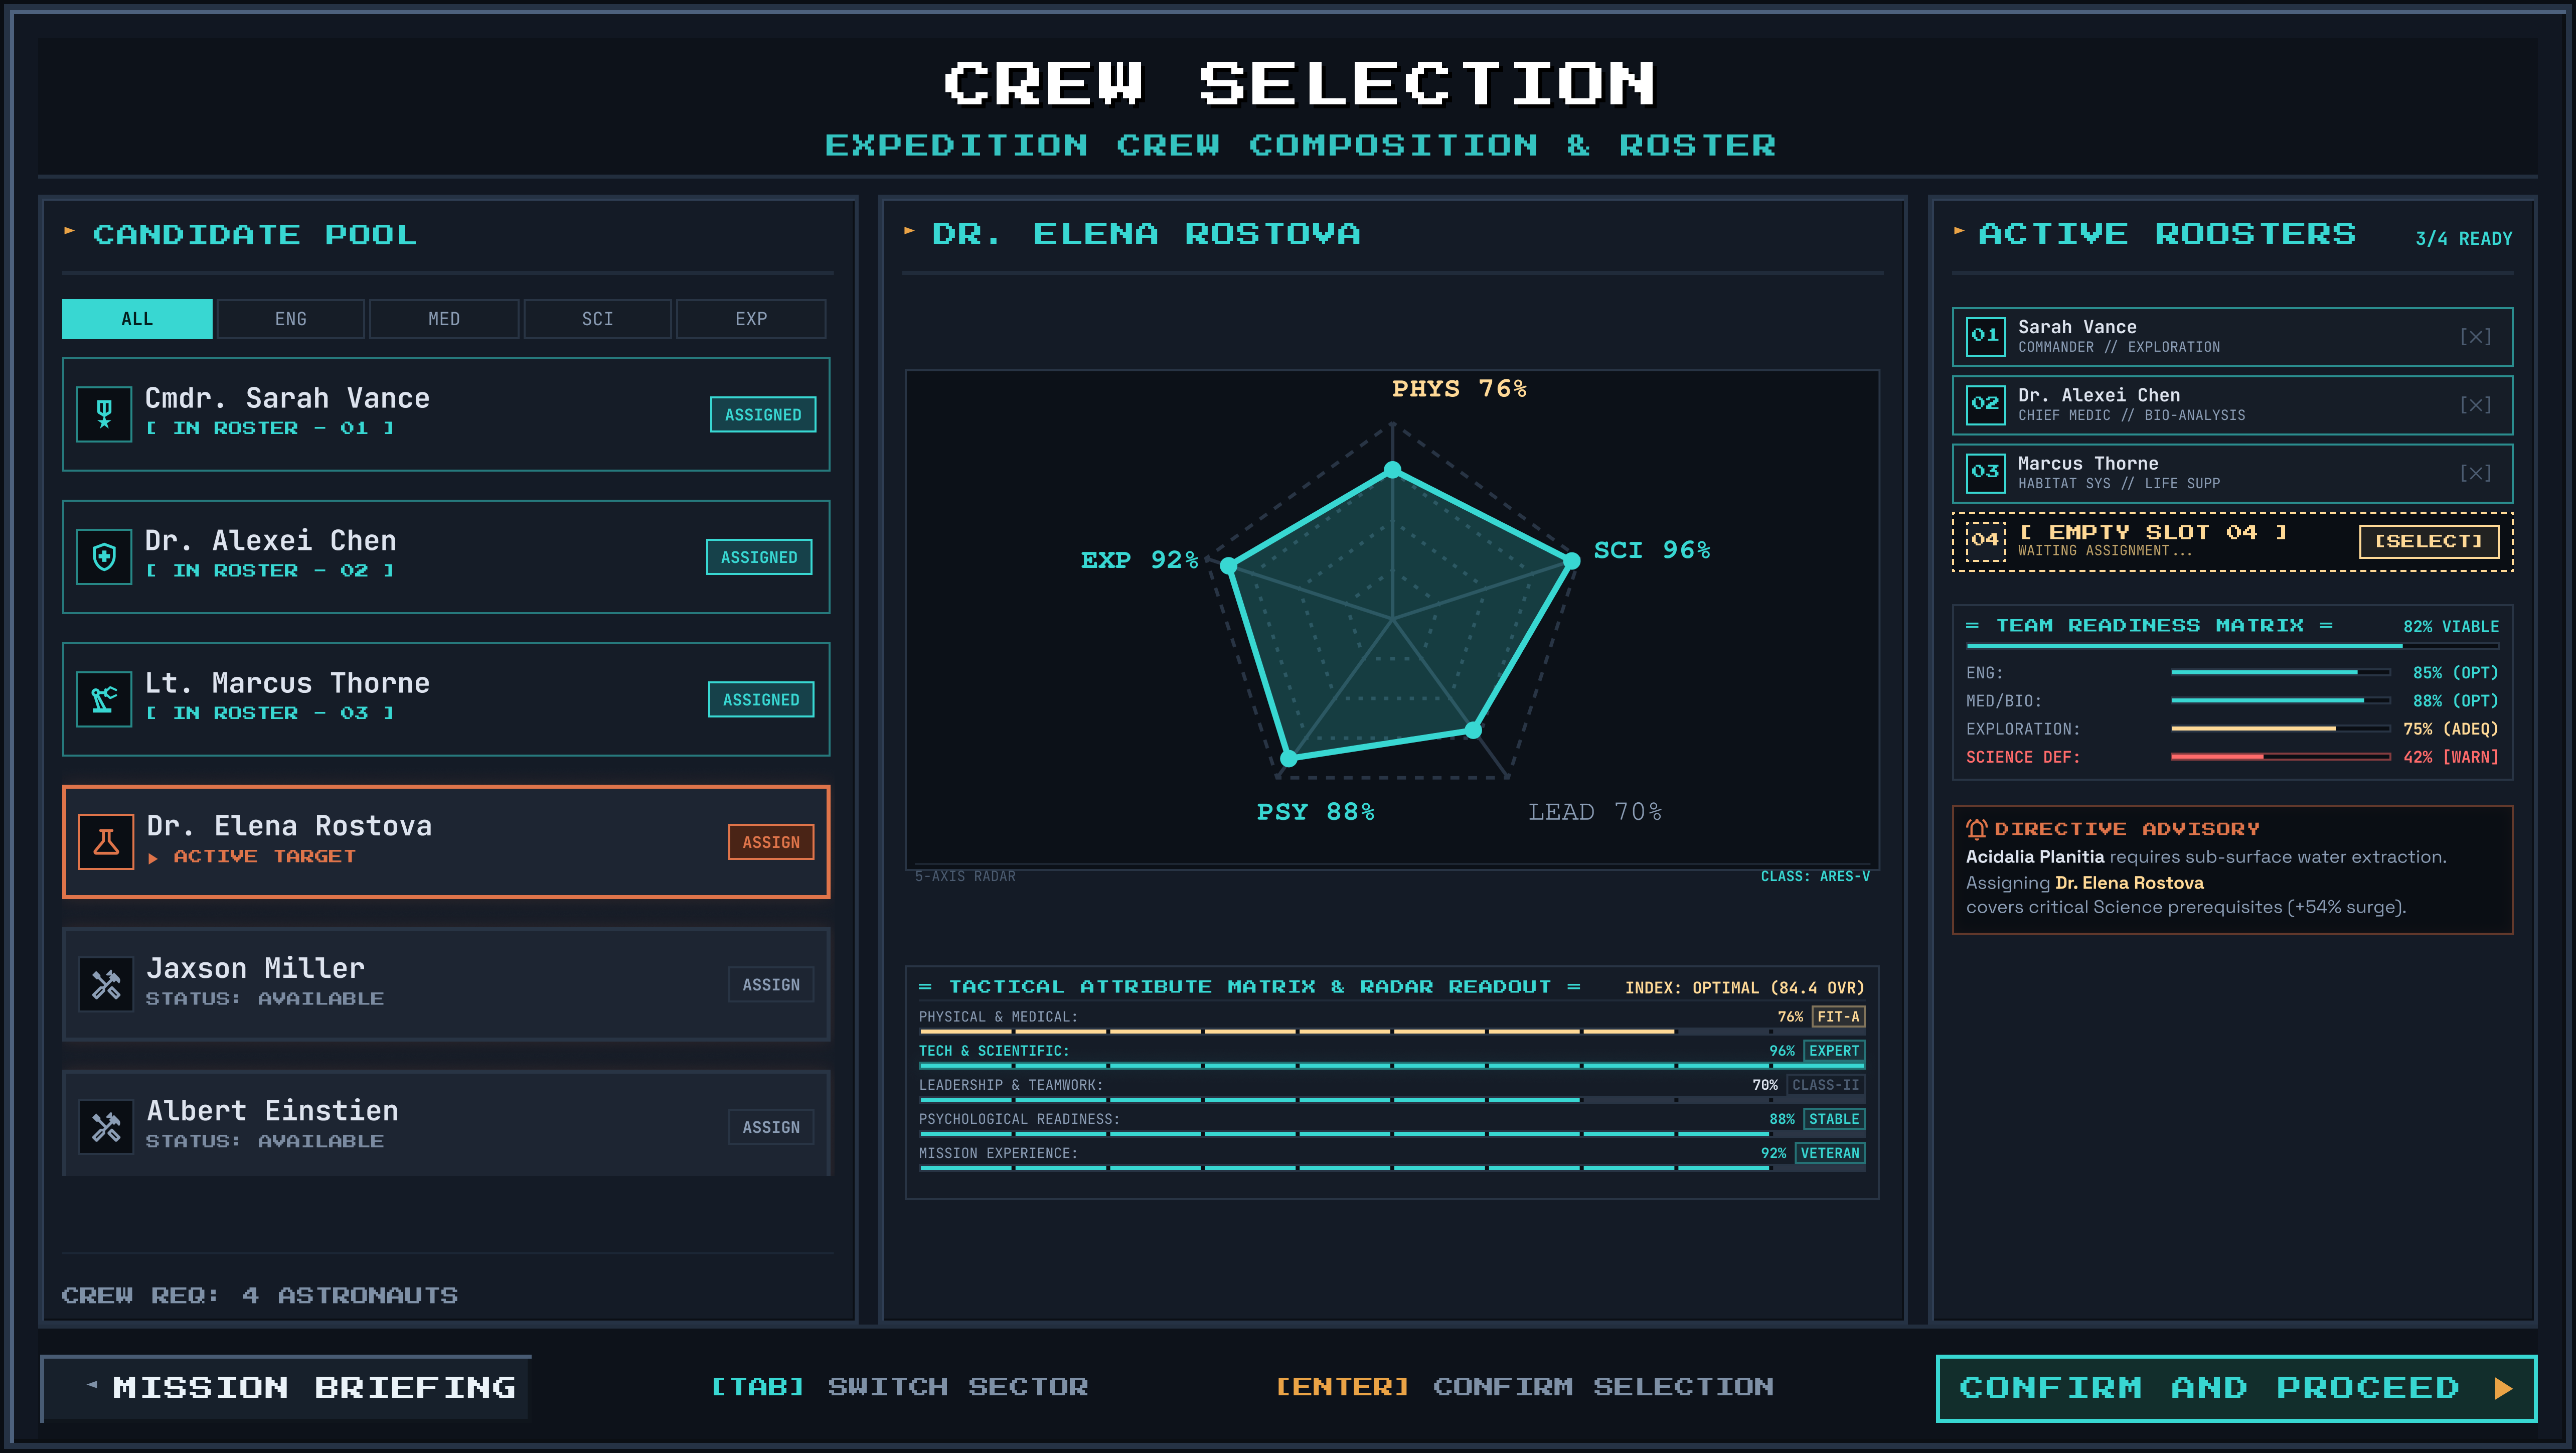 CREW SELECTION
EXPEDITION CREW COMPOSITION & ROSTER
CANDIDATE POOL
ALL ENG MED SCI EXP
Cmdr. Sarah Vance
[ IN ROSTER - 01 ]
ASSIGNED
Dr. Alexei Chen
[ IN ROSTER - 02 ]
ASSIGNED
Lt. Marcus Thorne
[ IN ROSTER - 03 ]
ASSIGNED
Dr. Elena Rostova
▶ ACTIVE TARGET
ASSIGN
Jaxson Miller
STATUS: AVAILABLE
ASSIGN
Albert Einstien
STATUS: AVAILABLE
ASSIGN
CREW REQ: 4 ASTRONAUTS
DR. ELENA ROSTOVA
PHYS 76%
EXP 92%
SCI 96%
PSY 88%
LEAD 70%
5-AXIS RADAR
CLASS: ARES-V
= TACTICAL ATTRIBUTE MATRIX & RADAR READOUT = INDEX: OPTIMAL (84.4 OVR)
PHYSICAL & MEDICAL: 76% FIT-A
TECH & SCIENTIFIC: 96% EXPERT
LEADERSHIP & TEAMWORK: 70% CLASS-II
PSYCHOLOGICAL READINESS: 88% STABLE
MISSION EXPERIENCE: 92% VETERAN
ACTIVE ROOSTERS 3/4 READY
01 Sarah Vance [×]
COMMANDER // EXPLORATION
02 Dr. Alexei Chen [×]
CHIEF MEDIC // BIO-ANALYSIS
03 Marcus Thorne [×]
HABITAT SYS // LIFE SUPP
04 [ EMPTY SLOT 04 ] [SELECT]
WAITING ASSIGNMENT...
= TEAM READINESS MATRIX = 82% VIABLE
ENG: 85% (OPT)
MED/BIO: 88% (OPT)
EXPLORATION: 75% (ADEQ)
SCIENCE DEF: 42% [WARN]
DIRECTIVE ADVISORY
Acidalia Planitia requires sub-surface water extraction.
Assigning Dr. Elena Rostova
covers critical Science prerequisites (+54% surge).
◄ MISSION BRIEFING
[TAB] SWITCH SECTOR
[ENTER] CONFIRM SELECTION
CONFIRM AND PROCEED ▶